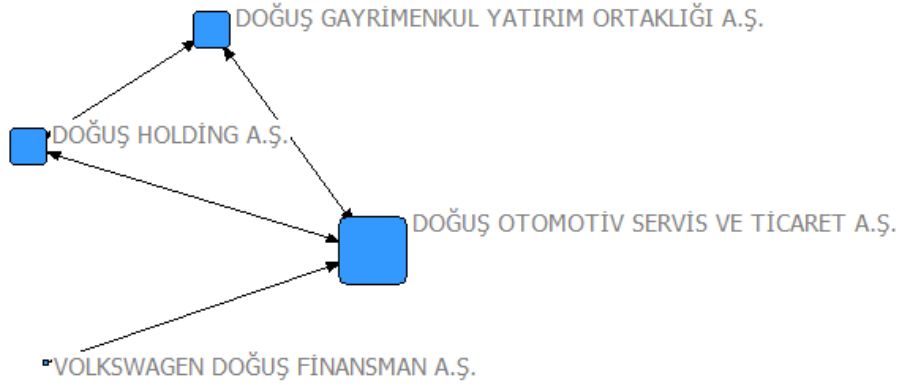 DOĞUŞ GAYRİMENKUL YATIRIM ORTAKLIĞI A.Ş.
DOĞUŞ HOLDİNG A.Ş.
DOĞUŞ OTOMOTİV SERVİS VE TİCARET A.Ş.
VOLKSWAGEN DOĞUŞ FİNANSMAN A.Ş.